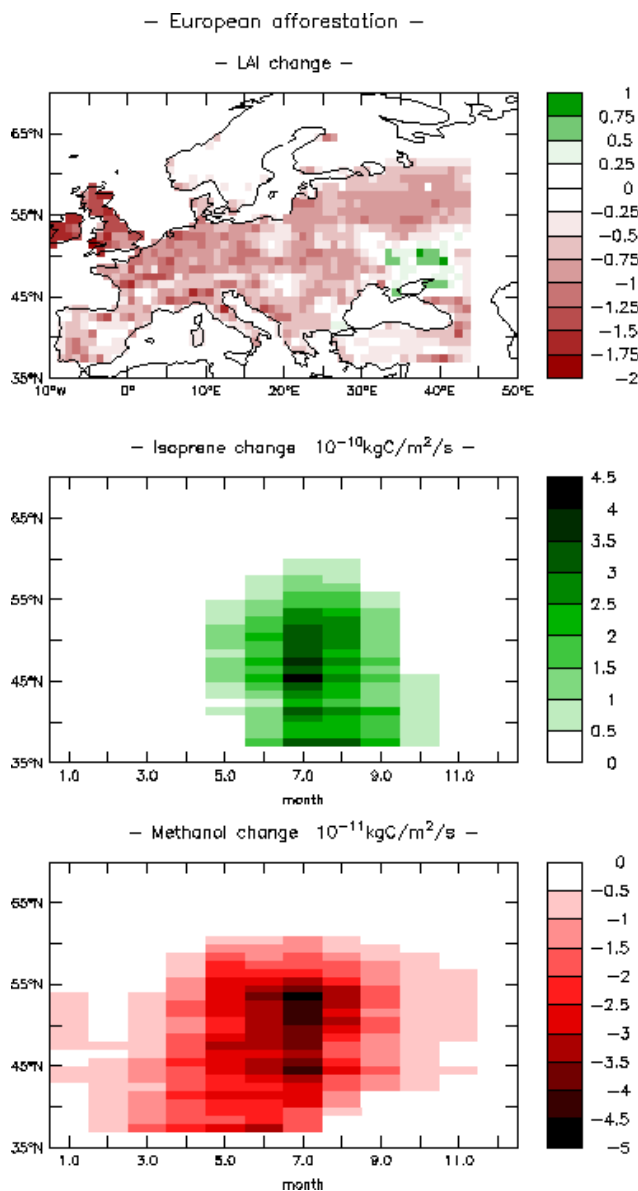 — European afforestation —
— LAI change —
65°N
55°N
45°N
35°N
10°W 0° 10°E 20°E 30°E 40°E 50°E
1
0.75
0.5
0.25
0
−0.25
−0.5
−0.75
−1
−1.25
−1.5
−1.75
−2
— Isoprene change 10⁻¹⁰kgC/m²/s —
65°N
55°N
45°N
35°N
1.0 3.0 5.0 7.0 9.0 11.0
month
4.5
4
3.5
3
2.5
2
1.5
1
0.5
0
— Methanol change 10⁻¹¹kgC/m²/s —
65°N
55°N
45°N
35°N
1.0 3.0 5.0 7.0 9.0 11.0
month
0
−0.5
−1
−1.5
−2
−2.5
−3
−3.5
−4
−4.5
−5